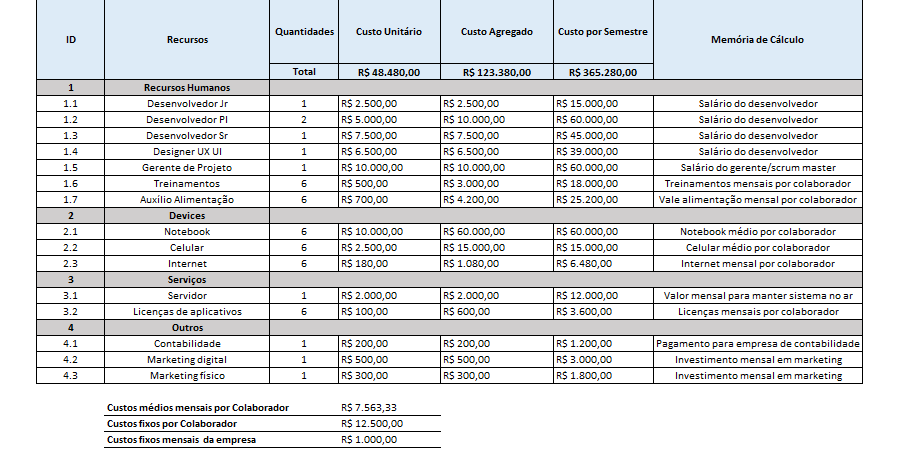 ID Recursos Quantidades Custo Unitário Custo Agregado Custo por Semestre Memória de Cálculo
Total R$ 48.480,00 R$ 123.380,00 R$ 365.280,00
1 Recursos Humanos
1.1 Desenvolvedor Jr 1 R$ 2.500,00 R$ 2.500,00 R$ 15.000,00 Salário do desenvolvedor
1.2 Desenvolvedor Pl 2 R$ 5.000,00 R$ 10.000,00 R$ 60.000,00 Salário do desenvolvedor
1.3 Desenvolvedor Sr 1 R$ 7.500,00 R$ 7.500,00 R$ 45.000,00 Salário do desenvolvedor
1.4 Designer UX UI 1 R$ 6.500,00 R$ 6.500,00 R$ 39.000,00 Salário do desenvolvedor
1.5 Gerente de Projeto 1 R$ 10.000,00 R$ 10.000,00 R$ 60.000,00 Salário do gerente/scrum master
1.6 Treinamentos 6 R$ 500,00 R$ 3.000,00 R$ 18.000,00 Treinamentos mensais por colaborador
1.7 Auxílio Alimentação 6 R$ 700,00 R$ 4.200,00 R$ 25.200,00 Vale alimentação mensal por colaborador
2 Devices
2.1 Notebook 6 R$ 10.000,00 R$ 60.000,00 R$ 60.000,00 Notebook médio por colaborador
2.2 Celular 6 R$ 2.500,00 R$ 15.000,00 R$ 15.000,00 Celular médio por colaborador
2.3 Internet 6 R$ 180,00 R$ 1.080,00 R$ 6.480,00 Internet mensal por colaborador
3 Serviços
3.1 Servidor 1 R$ 2.000,00 R$ 2.000,00 R$ 12.000,00 Valor mensal para manter sistema no ar
3.2 Licenças de aplicativos 6 R$ 100,00 R$ 600,00 R$ 3.600,00 Licenças mensais por colaborador
4 Outros
4.1 Contabilidade 1 R$ 200,00 R$ 200,00 R$ 1.200,00 Pagamento para empresa de contabilidade
4.2 Marketing digital 1 R$ 500,00 R$ 500,00 R$ 3.000,00 Investimento mensal em marketing
4.3 Marketing físico 1 R$ 300,00 R$ 300,00 R$ 1.800,00 Investimento mensal em marketing
Custos médios mensais por Colaborador R$ 7.563,33
Custos fixos por Colaborador R$ 12.500,00
Custos fixos mensais da empresa R$ 1.000,00